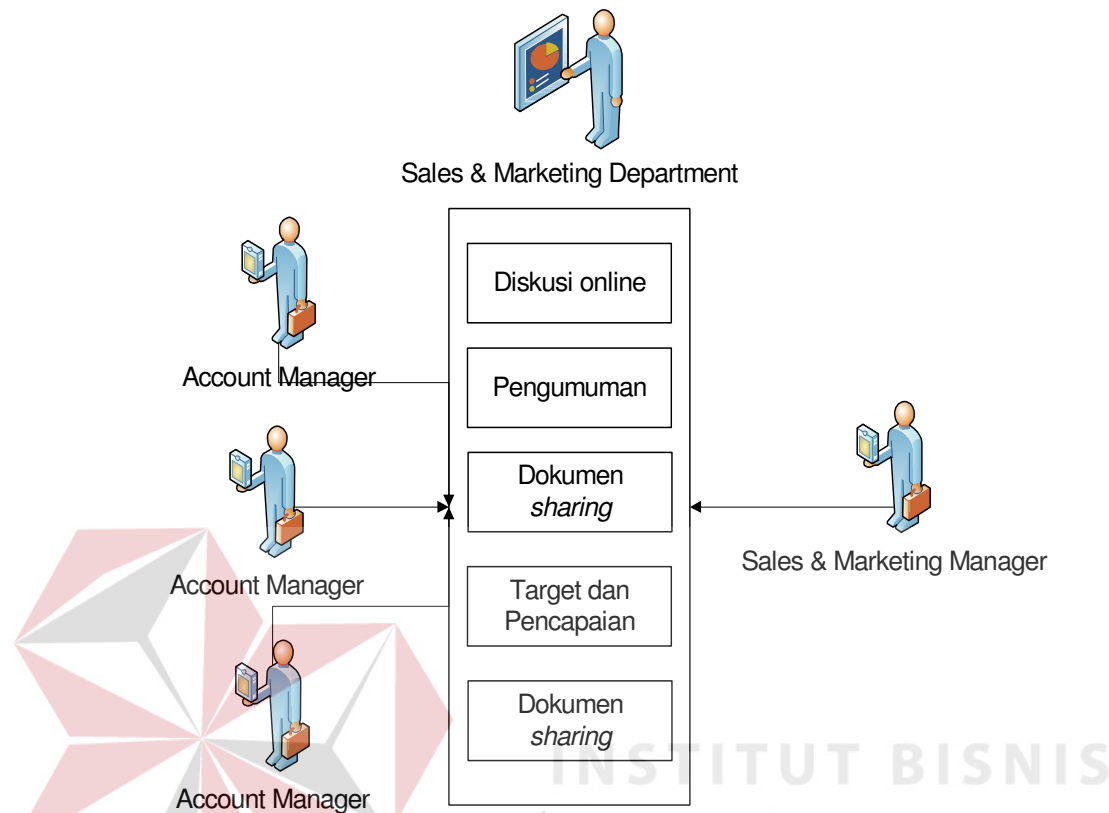 Sales & Marketing Department
Diskusi online
Account Manager
Pengumuman
Dokumen
sharing
Account Manager
Sales & Marketing Manager
Target dan
Pencapaian
Dokumen
sharing
INSTITUT BISNIS
Account Manager